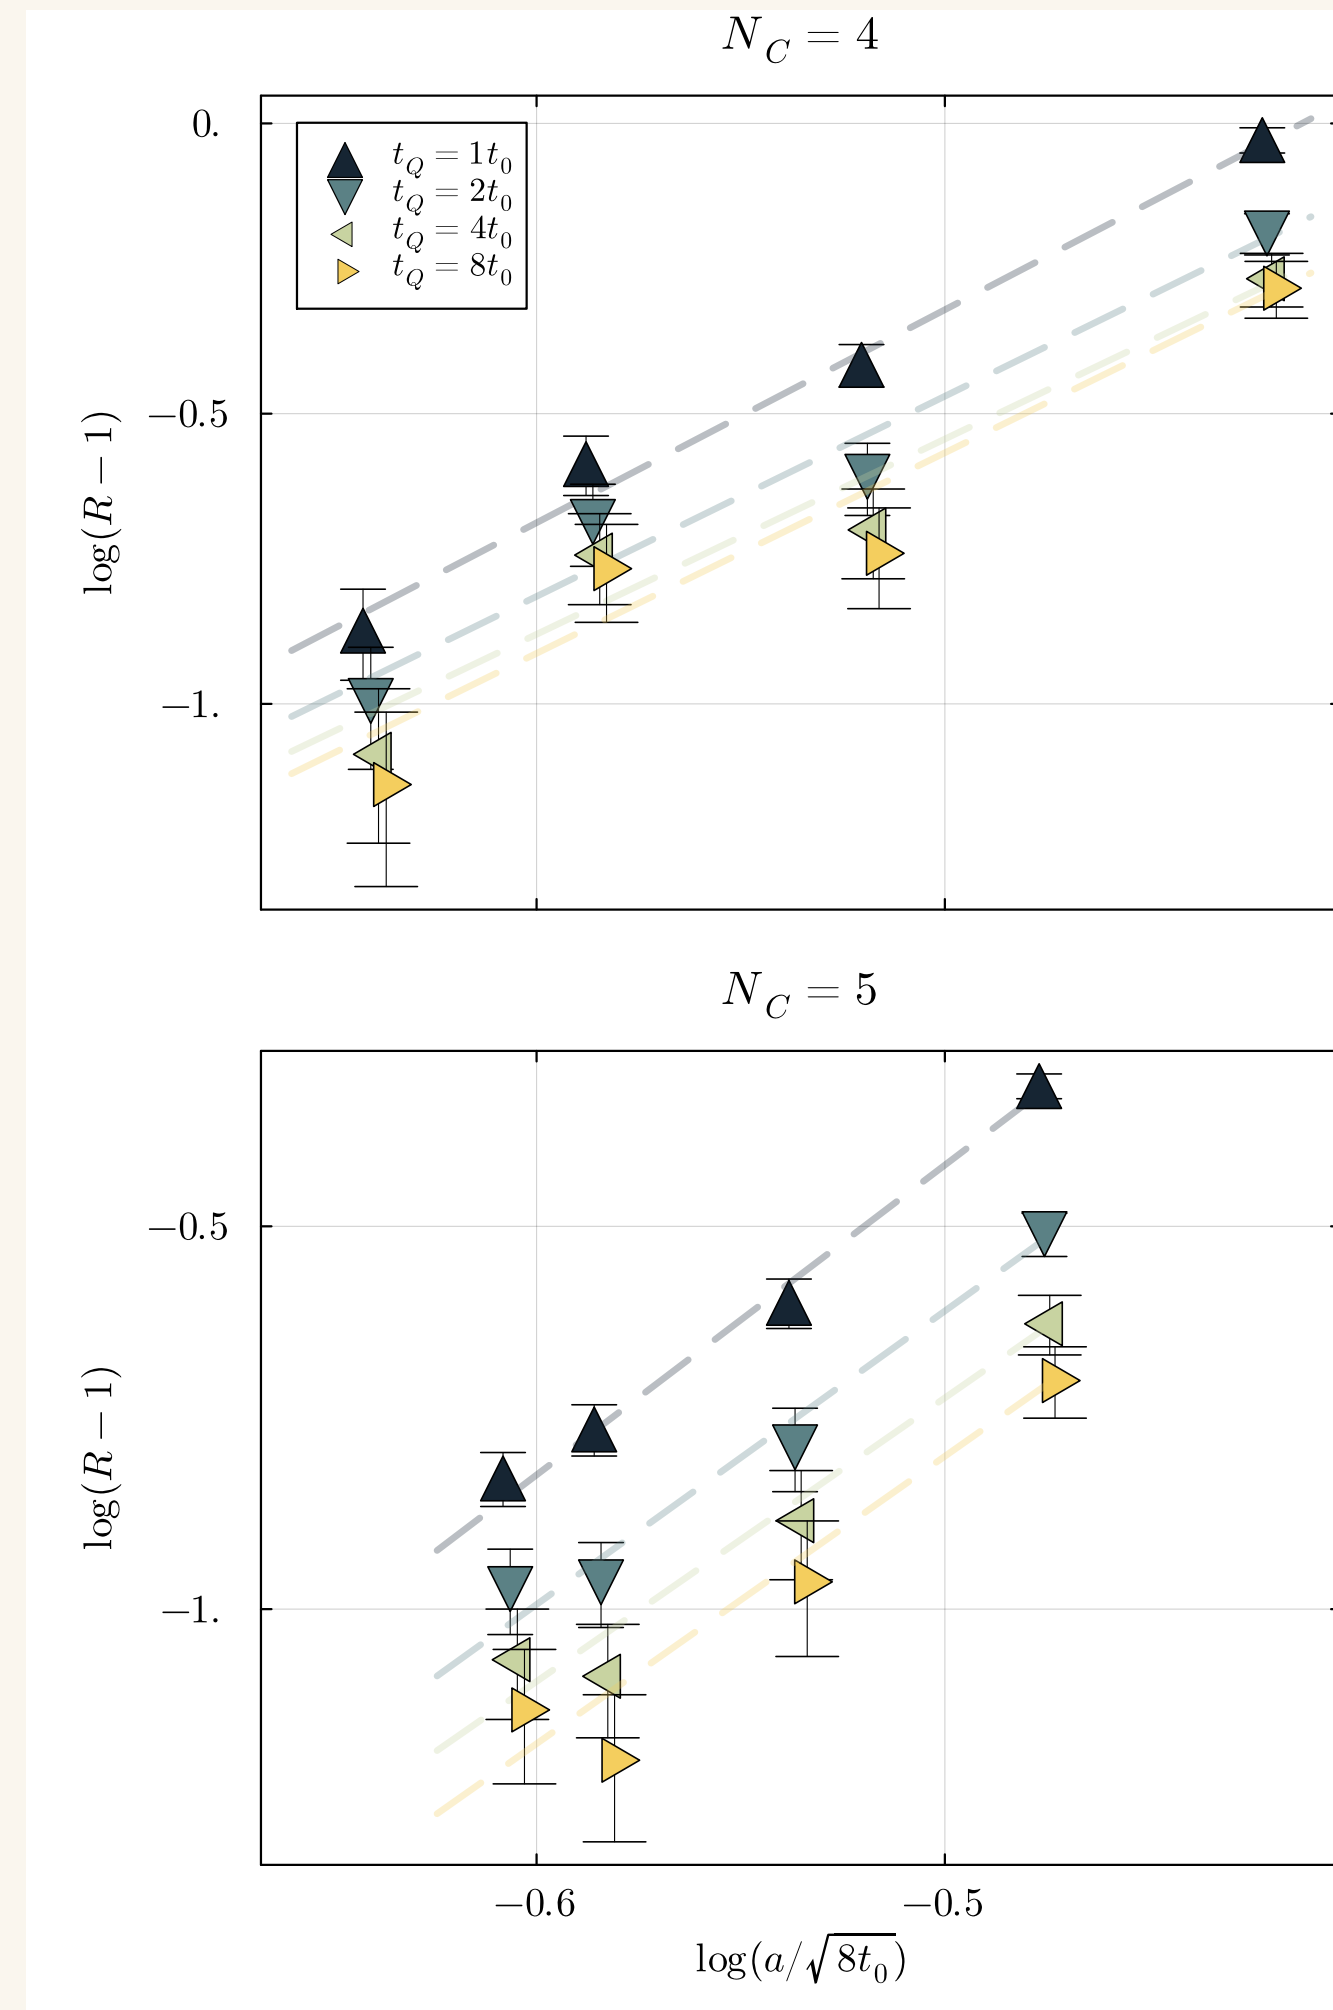 N_C = 4
0.
−0.5
−1.
log(R − 1)
t_Q = 1t_0
t_Q = 2t_0
t_Q = 4t_0
t_Q = 8t_0
N_C = 5
−0.5
−1.
log(R − 1)
−0.6 −0.5
log(a/√8t_0)